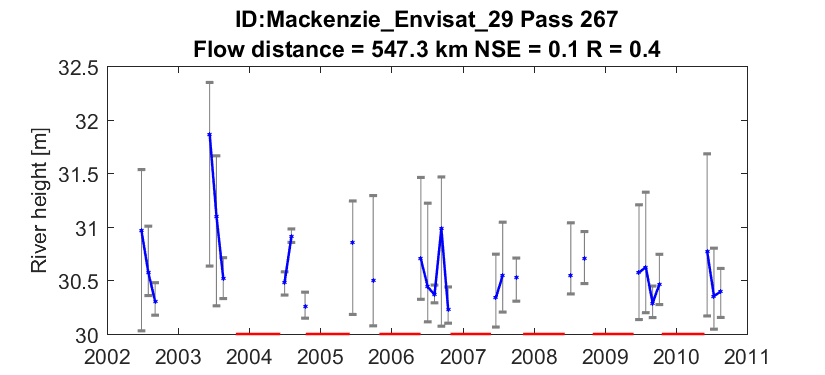 ID:Mackenzie_Envisat_29 Pass 267
Flow distance = 547.3 km NSE = 0.1 R = 0.4
River height [m]
32.5
32
31.5
31
30.5
30
2002 2003 2004 2005 2006 2007 2008 2009 2010 2011